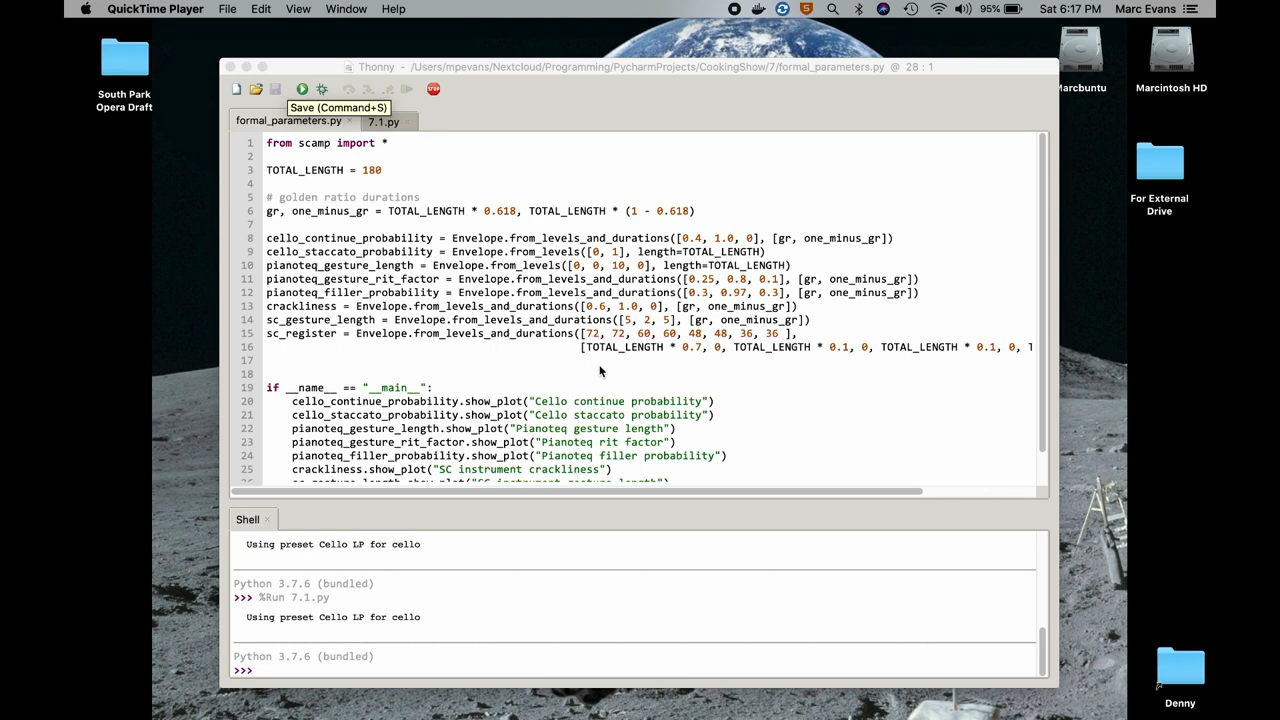 QuickTime Player File Edit View Window Help 95% Sat 6:17 PM Marc Evans
South Park
Opera Draft
Marcbuntu
Marcintosh HD
For External
Drive
Denny
Thonny - /Users/mpevans/Nextcloud/Programming/PycharmProjects/CookingShow/7/formal_parameters.py @ 28 : 1
STOP
Save (Command+S)
formal_parameters.py × 7.1.py ×
1 from scamp import *
2
3 TOTAL_LENGTH = 180
4
5 # golden ratio durations
6 gr, one_minus_gr = TOTAL_LENGTH * 0.618, TOTAL_LENGTH * (1 - 0.618)
7
8 cello_continue_probability = Envelope.from_levels_and_durations([0.4, 1.0, 0], [gr, one_minus_gr])
9 cello_staccato_probability = Envelope.from_levels([0, 1], length=TOTAL_LENGTH)
10 pianoteq_gesture_length = Envelope.from_levels([0, 0, 10, 0], length=TOTAL_LENGTH)
11 pianoteq_gesture_rit_factor = Envelope.from_levels_and_durations([0.25, 0.8, 0.1], [gr, one_minus_gr])
12 pianoteq_filler_probability = Envelope.from_levels_and_durations([0.3, 0.97, 0.3], [gr, one_minus_gr])
13 crackliness = Envelope.from_levels_and_durations([0.6, 1.0, 0], [gr, one_minus_gr])
14 sc_gesture_length = Envelope.from_levels_and_durations([5, 2, 5], [gr, one_minus_gr])
15 sc_register = Envelope.from_levels_and_durations([72, 72, 60, 60, 48, 48, 36, 36 ],
16 [TOTAL_LENGTH * 0.7, 0, TOTAL_LENGTH * 0.1, 0, TOTAL_LENGTH * 0.1, 0, T
17
18
19 if __name__ == "__main__":
20 cello_continue_probability.show_plot("Cello continue probability")
21 cello_staccato_probability.show_plot("Cello staccato probability")
22 pianoteq_gesture_length.show_plot("Pianoteq gesture length")
23 pianoteq_gesture_rit_factor.show_plot("Pianoteq rit factor")
24 pianoteq_filler_probability.show_plot("Pianoteq filler probability")
25 crackliness.show_plot("SC instrument crackliness")
26 sc_gesture_length.show_plot("SC instrument gesture length")
Shell ×
Using preset Cello LP for cello
Python 3.7.6 (bundled)
>>> %Run 7.1.py
Using preset Cello LP for cello
Python 3.7.6 (bundled)
>>>